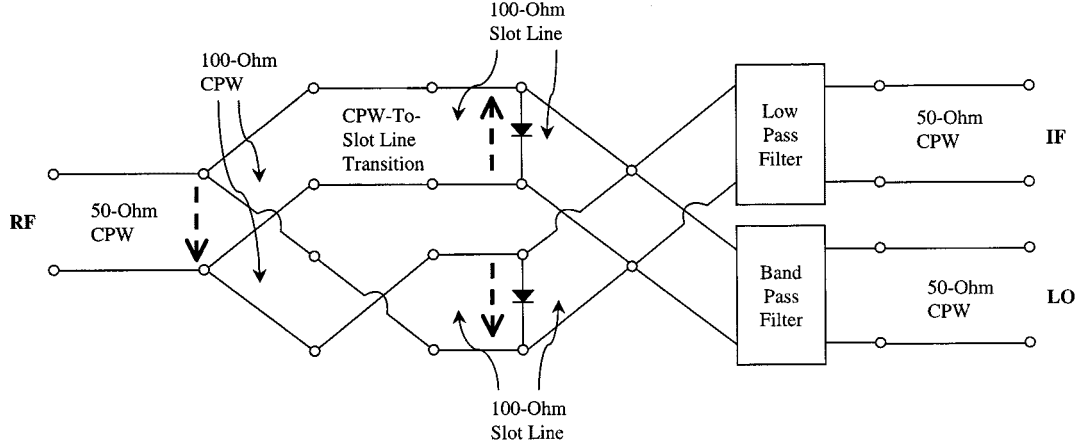 100-Ohm
Slot Line
100-Ohm
CPW
CPW-To-
Slot Line
Transition
Low
Pass
Filter
50-Ohm
CPW
IF
RF
50-Ohm
CPW
Band
Pass
Filter
50-Ohm
CPW
LO
100-Ohm
Slot Line